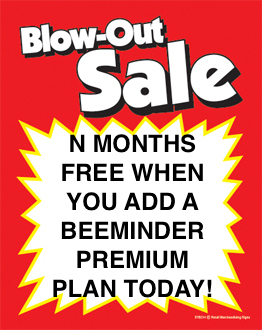 Blow-Out
Sale
N MONTHS
FREE WHEN
YOU ADD A
BEEMINDER
PREMIUM
PLAN TODAY!